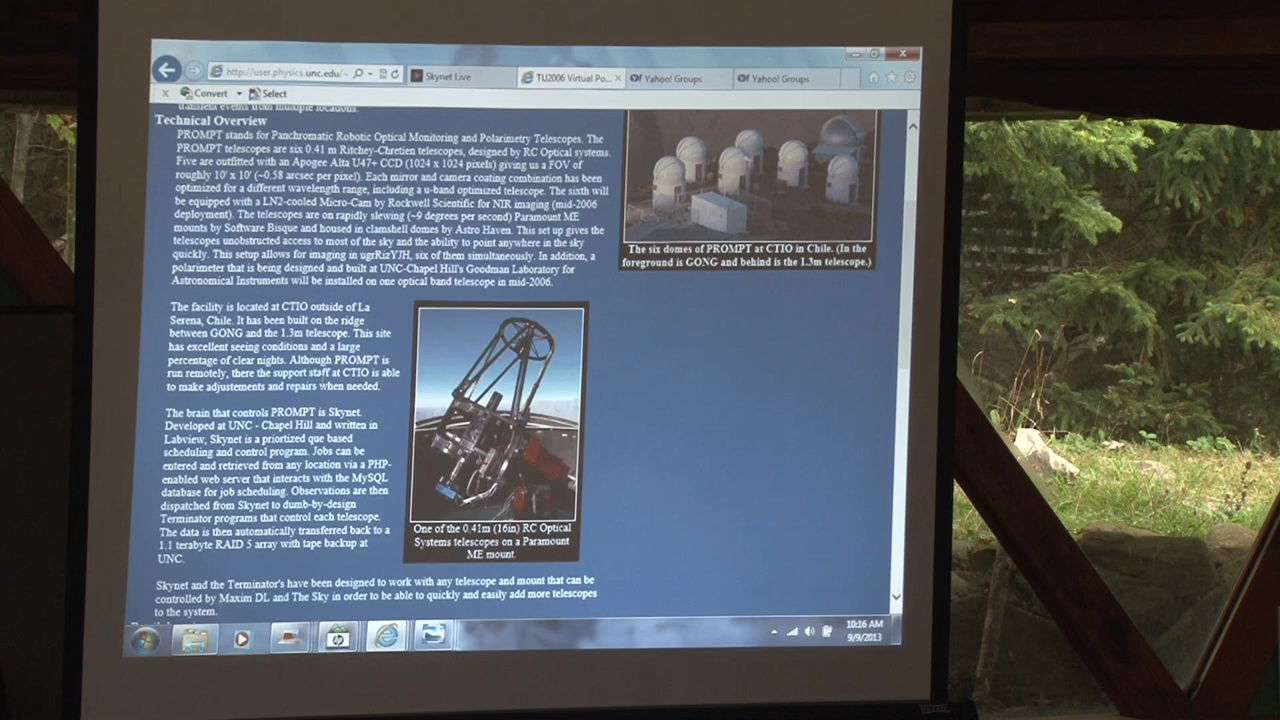 http://user.physics.unc.edu/~
Skynet Live
TU2006 Virtual Po...
Yahoo! Groups
Yahoo! Groups
Convert
Select
transient events from multiple locations.
Technical Overview
PROMPT stands for Panchromatic Robotic Optical Monitoring and Polarimetry Telescopes. The
PROMPT telescopes are six 0.41 m Ritchey-Chretien telescopes, designed by RC Optical systems.
Five are outfitted with an Apogee Alta U47+ CCD (1024 x 1024 pixels) giving us a FOV of
roughly 10' x 10' (~0.58 arcsec per pixel). Each mirror and camera coating combination has been
optimized for a different wavelength range, including a u-band optimized telescope. The sixth will
be equipped with a LN2-cooled Micro-Cam by Rockwell Scientific for NIR imaging (mid-2006
deployment). The telescopes are on rapidly slewing (~9 degrees per second) Paramount ME
mounts by Software Bisque and housed in clamshell domes by Astro Haven. This set up gives the
telescopes unobstructed access to most of the sky and the ability to point anywhere in the sky
quickly. This setup allows for imaging in ugrRizYJH, six of them simultaneously. In addition, a
polarimeter that is being designed and built at UNC-Chapel Hill's Goodman Laboratory for
Astronomical Instruments will be installed on one optical band telescope in mid-2006.
The six domes of PROMPT at CTIO in Chile. (In the
foreground is GONG and behind is the 1.3m telescope.)
The facility is located at CTIO outside of La
Serena, Chile. It has been built on the ridge
between GONG and the 1.3m telescope. This site
has excellent seeing conditions and a large
percentage of clear nights. Although PROMPT is
run remotely, there the support staff at CTIO is able
to make adjustements and repairs when needed.
The brain that controls PROMPT is Skynet.
Developed at UNC - Chapel Hill and written in
Labview, Skynet is a priortized que based
scheduling and control program. Jobs can be
entered and retrieved from any location via a PHP-
enabled web server that interacts with the MySQL
database for job scheduling. Observations are then
dispatched from Skynet to dumb-by-design
Terminator programs that control each telescope.
The data is then automatically transferred back to a
1.1 terabyte RAID 5 array with tape backup at
UNC.
One of the 0.41m (16in) RC Optical
Systems telescopes on a Paramount
ME mount.
Skynet and the Terminator's have been designed to work with any telescope and mount that can be
controlled by Maxim DL and The Sky in order to be able to quickly and easily add more telescopes
to the system.
hp
10:16 AM
9/9/2013